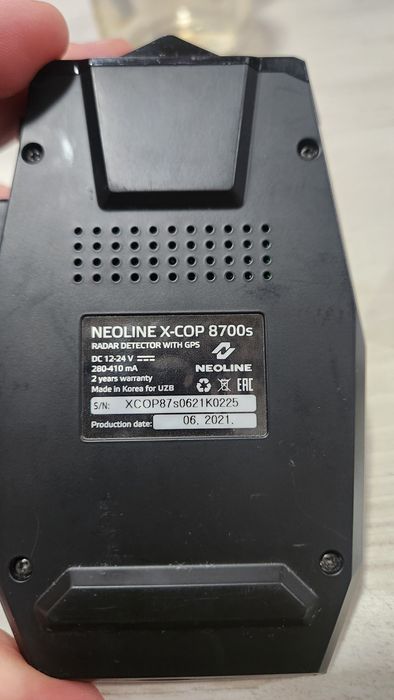 NEOLINE X-COP 8700s
RADAR DETECTOR WITH GPS
DC 12-24 V
280-410 mA
2 years warranty
Made in Korea for UZB
NEOLINE
EAC
S/N: XCOP87s0621K0225
Production date: 06. 2021.